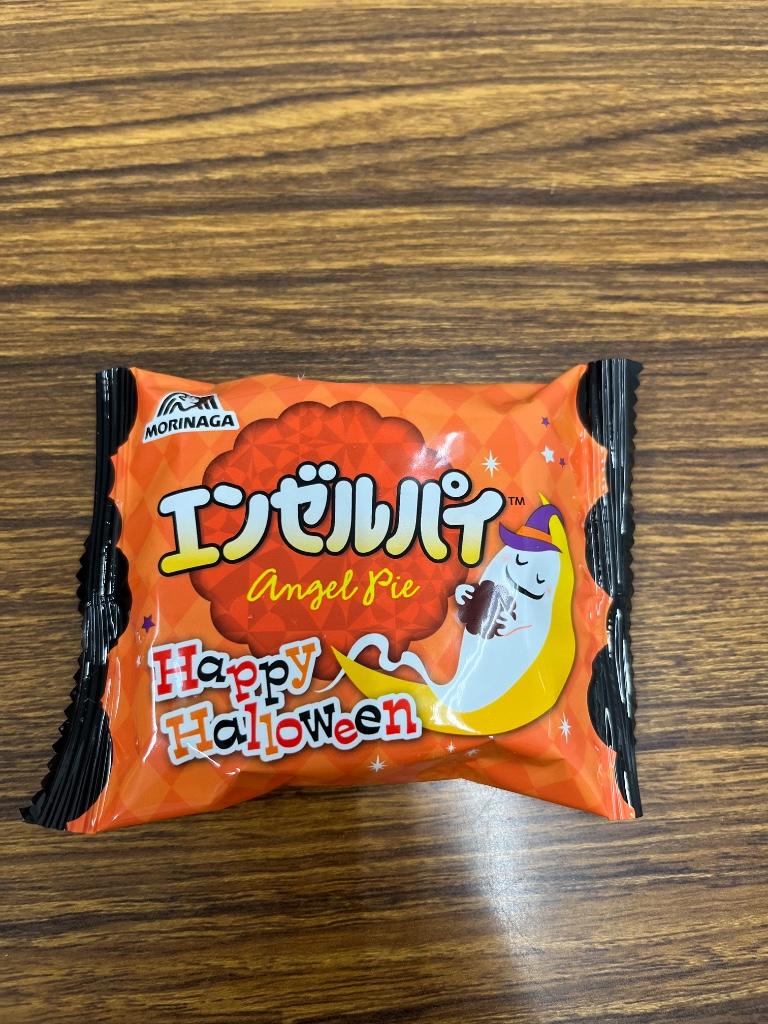 MORINAGA
エンゼルパイ™
Angel Pie
Happy
Halloween